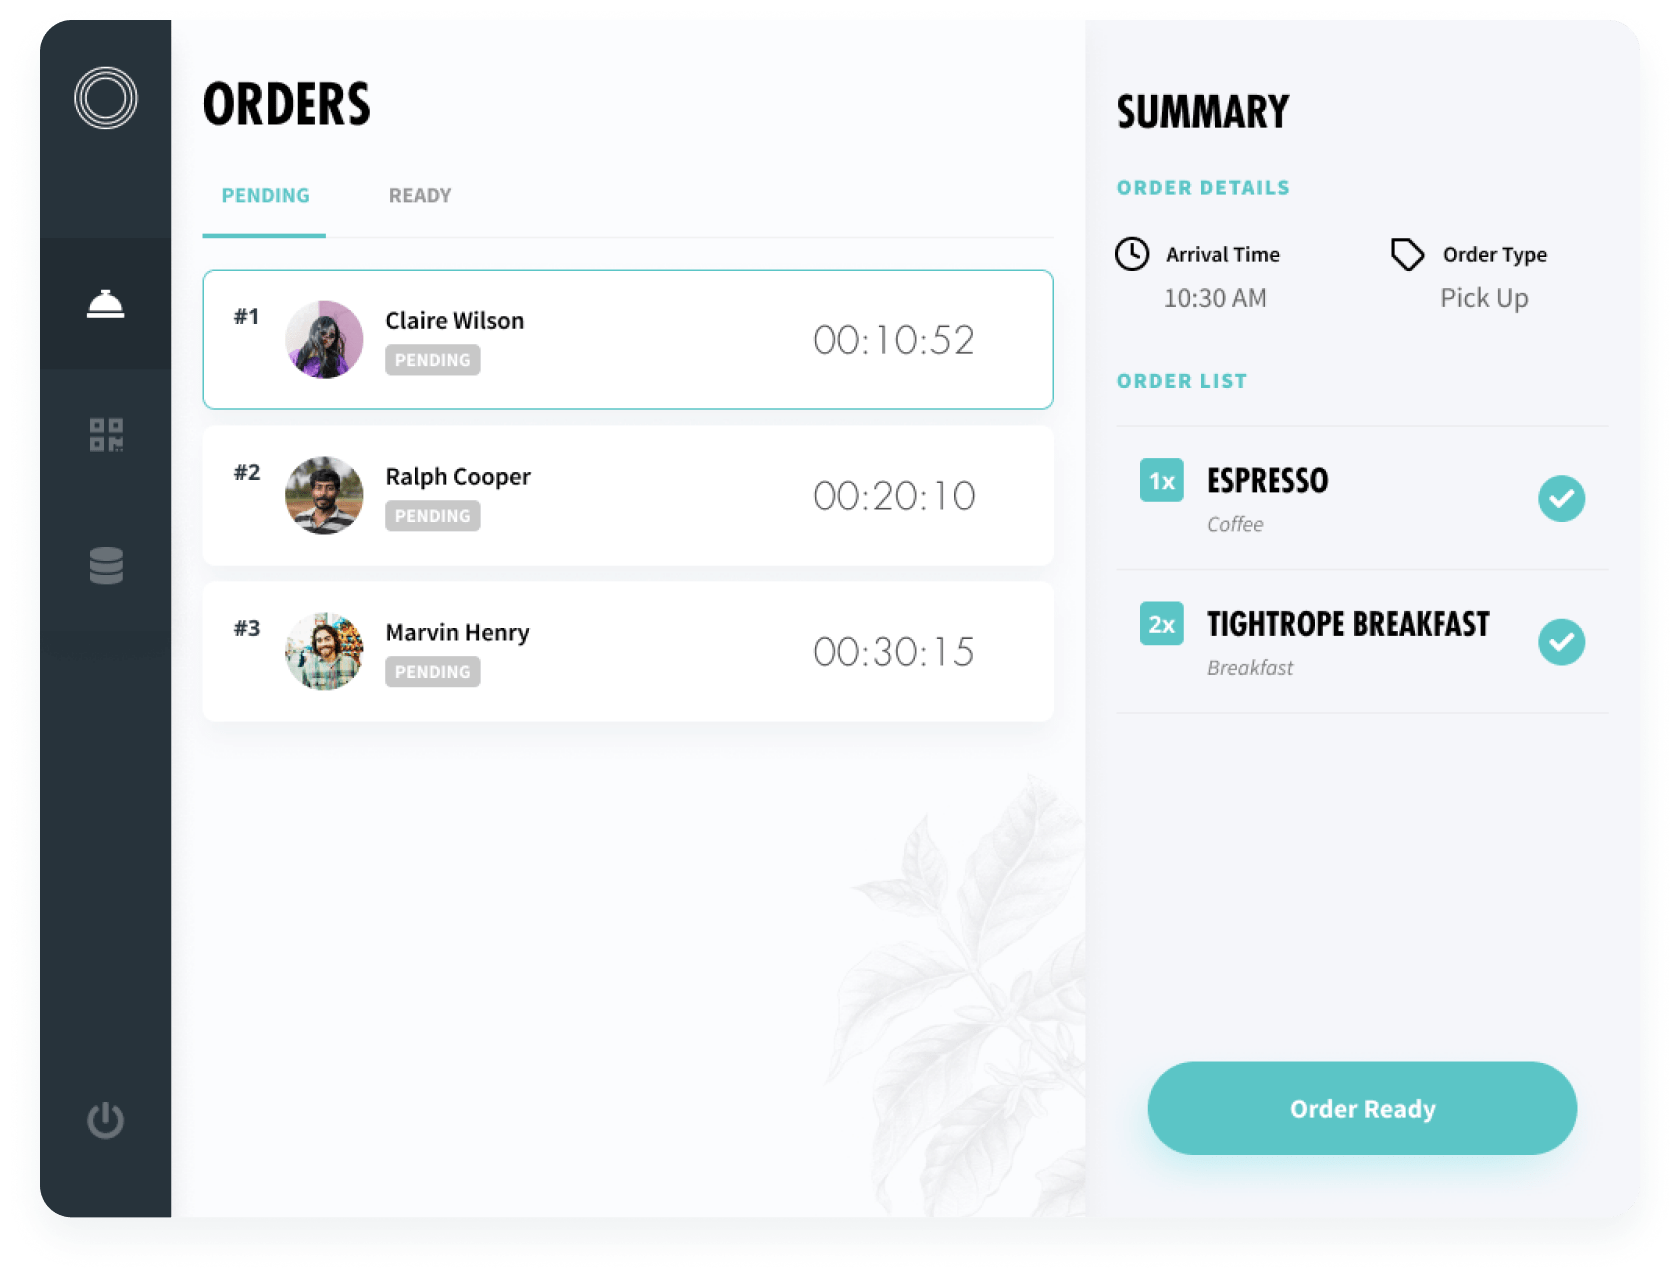 ORDERS
PENDING
READY
#1
Claire Wilson
PENDING
00:10:52
#2
Ralph Cooper
PENDING
00:20:10
#3
Marvin Henry
PENDING
00:30:15
SUMMARY
ORDER DETAILS
Arrival Time
10:30 AM
Order Type
Pick Up
ORDER LIST
1x
ESPRESSO
Coffee
2x
TIGHTROPE BREAKFAST
Breakfast
Order Ready